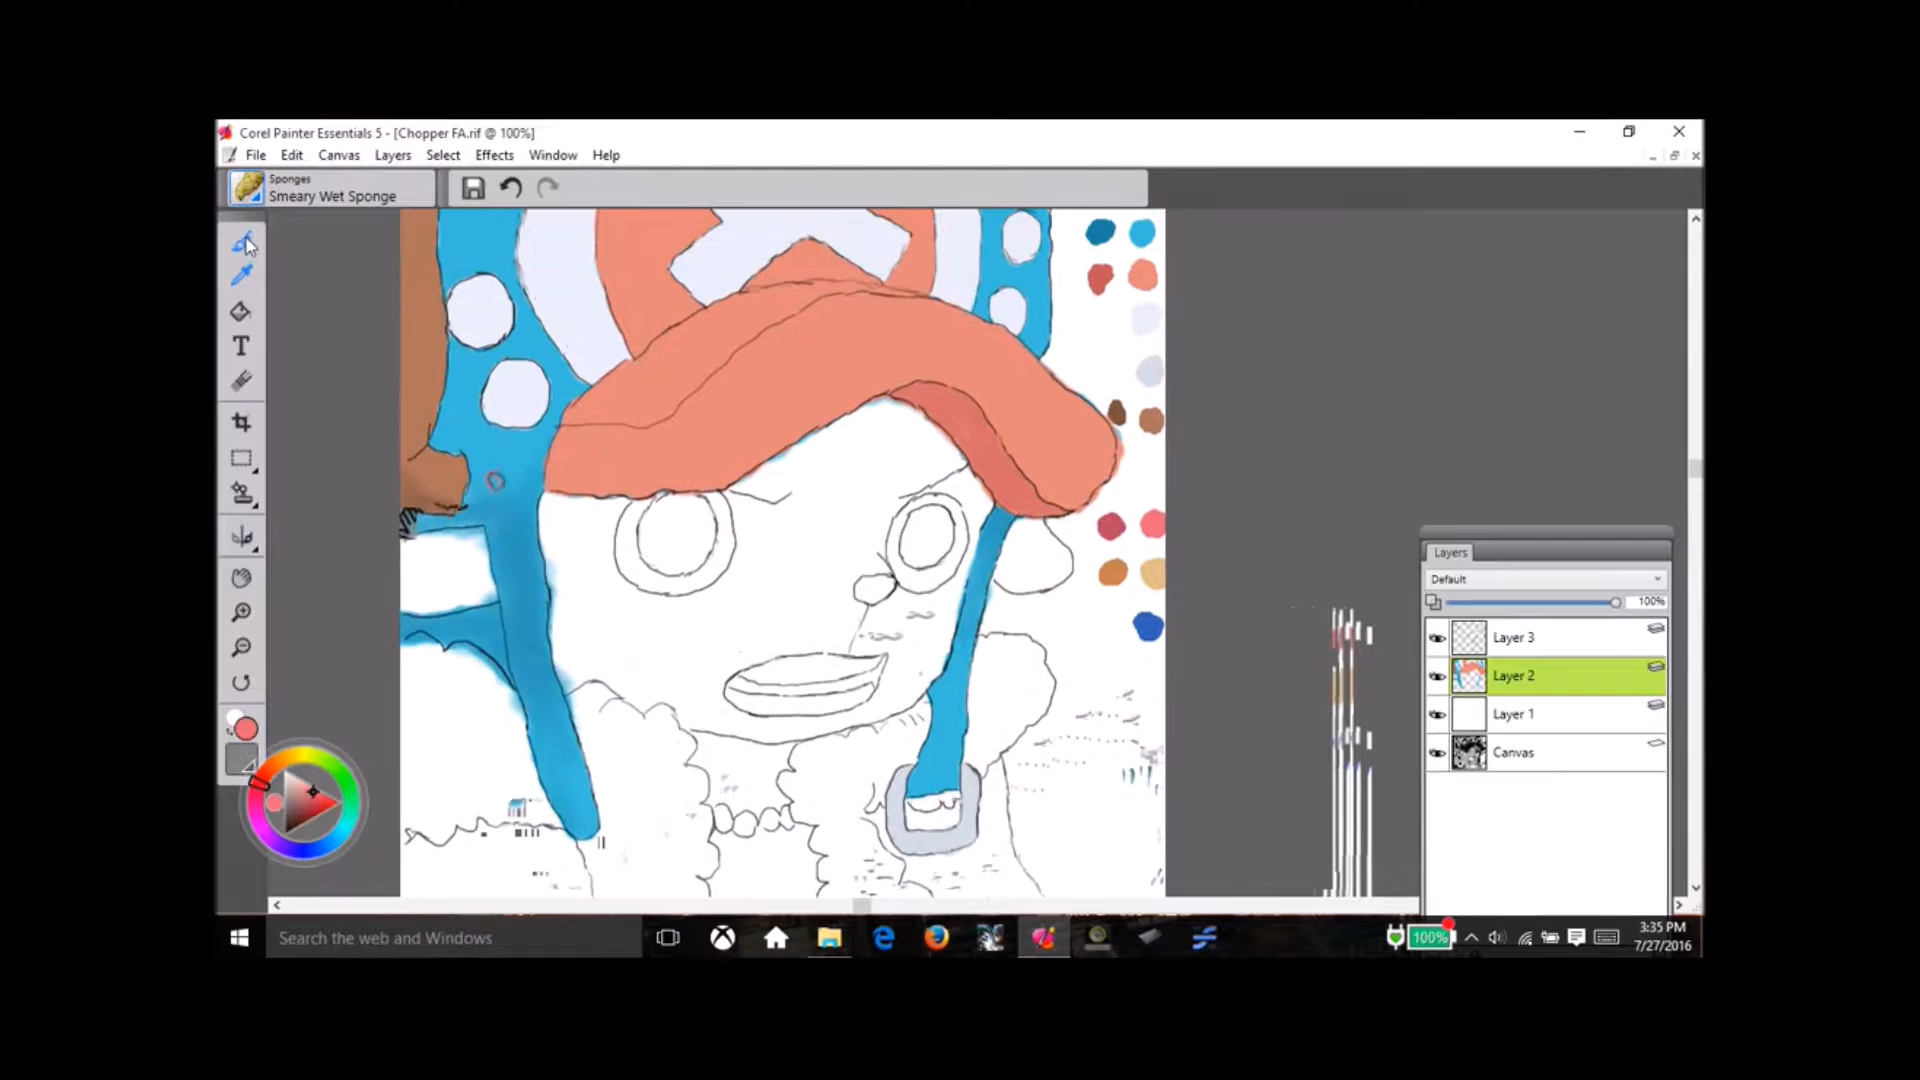 Corel Painter Essentials 5 - [Chopper FA.rif @ 100%]
File Edit Canvas Layers Select Effects Window Help
Sponges
Smeary Wet Sponge
T
Layers
Default
100%
Layer 3
Layer 2
Layer 1
Canvas
Search the web and Windows
100%
3:35 PM
7/27/2016